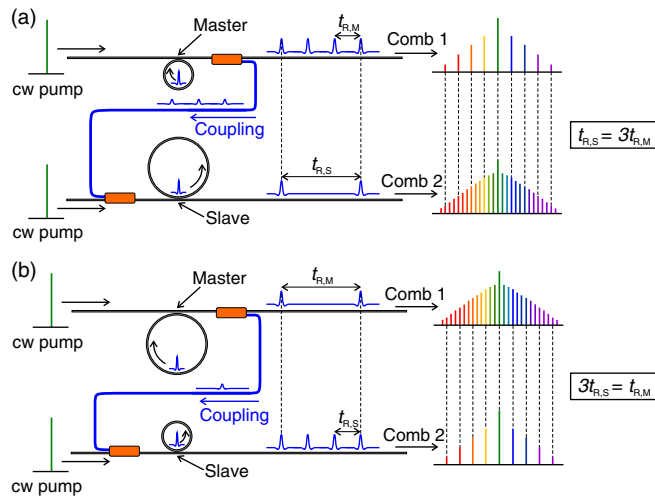 (a)
Master
t_R,M
Comb 1
cw pump
Coupling
t_R,S = 3t_R,M
t_R,S
Comb 2
cw pump
Slave
(b)
Master
t_R,M
Comb 1
cw pump
3t_R,S = t_R,M
Coupling
t_R,S
Comb 2
cw pump
Slave